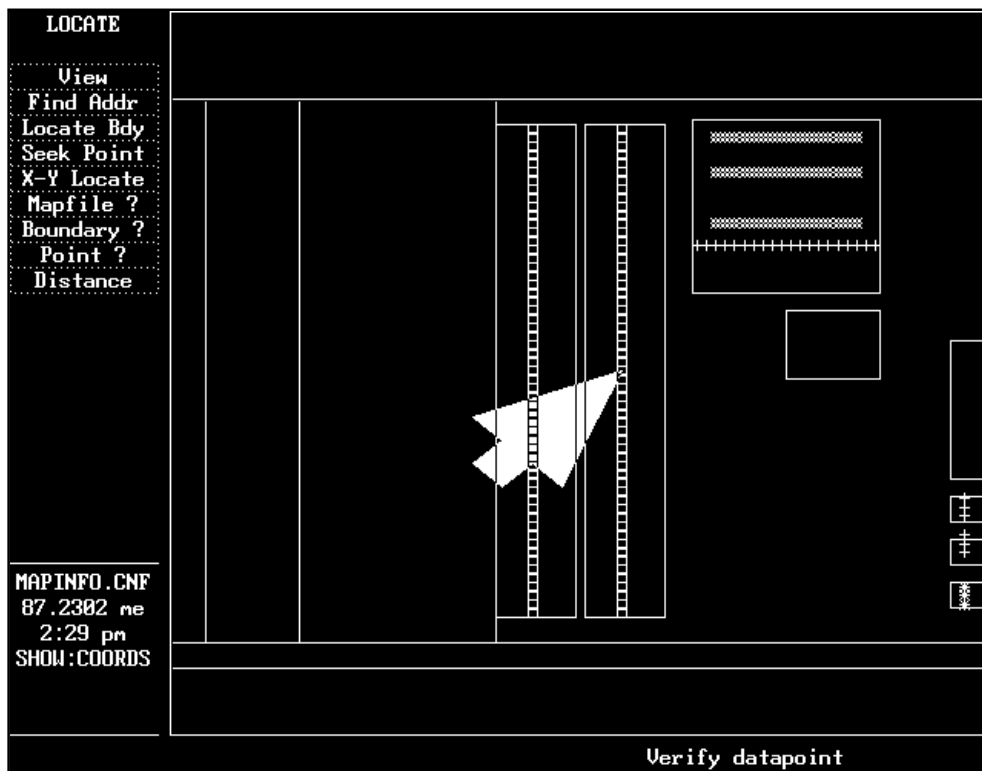 LOCATE
View
Find Addr
Locate Bdy
Seek Point
X-Y Locate
Mapfile ?
Boundary ?
Point ?
Distance
MAPINFO.CNF
87.2302 me
2:29 pm
SHOW:COORDS
Verify datapoint